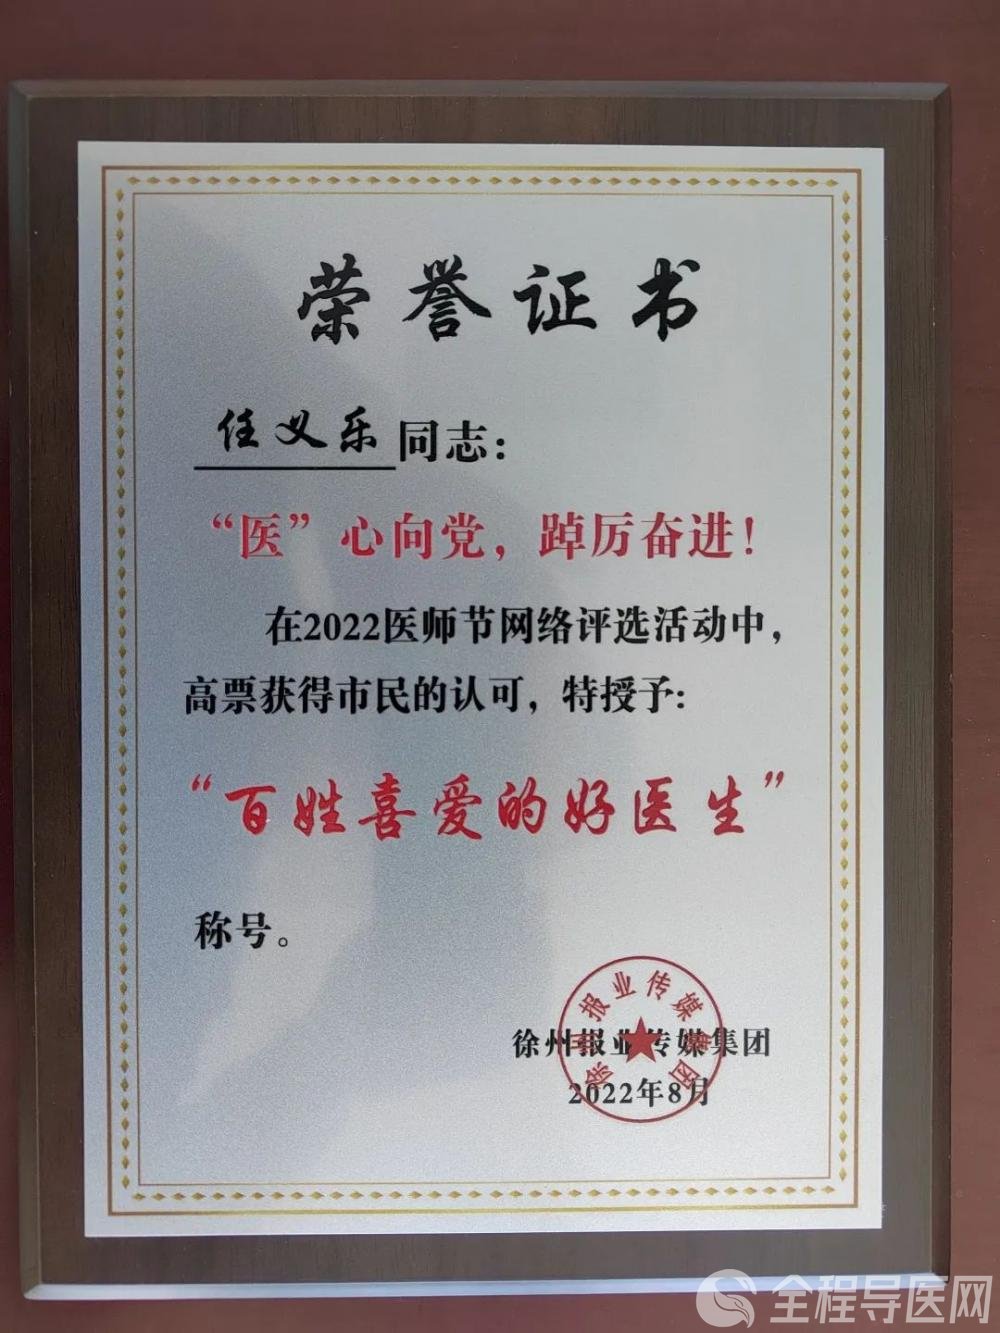 荣誉证书
任义乐同志：
“医”心向党，踔厉奋进！
在2022医师节网络评选活动中，
高票获得市民的认可，特授予：
“百姓喜爱的好医生”
称号。
徐州报业传媒集团
徐州报业传媒集团
2022年8月
全程导医网